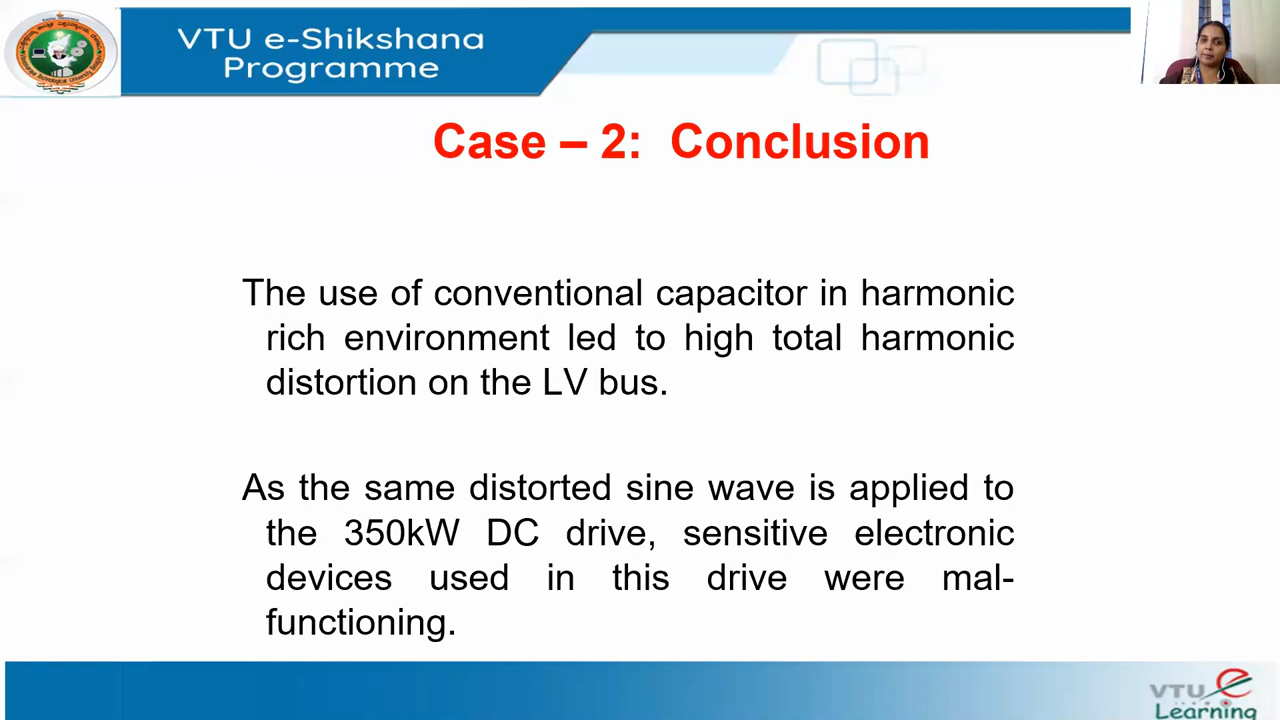 VTU e-Shikshana
Programme
Case – 2: Conclusion
The use of conventional capacitor in harmonic
rich environment led to high total harmonic
distortion on the LV bus.
As the same distorted sine wave is applied to
the 350kW DC drive, sensitive electronic
devices used in this drive were mal-
functioning.
VTU e
Learning